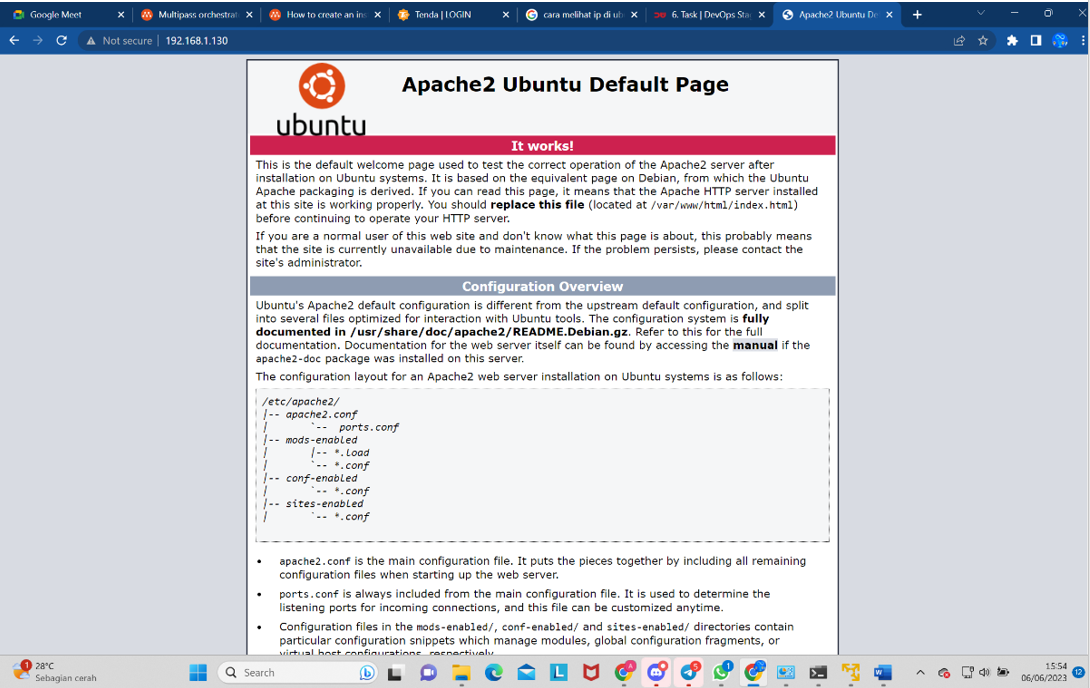 Google Meet
Multipass orchestrat
How to create an ins
Tenda | LOGIN
cara melihat ip di ub
6. Task | DevOps Sta
Apache2 Ubuntu De
Not secure | 192.168.1.130
ubuntu
Apache2 Ubuntu Default Page
It works!
This is the default welcome page used to test the correct operation of the Apache2 server after
installation on Ubuntu systems. It is based on the equivalent page on Debian, from which the Ubuntu
Apache packaging is derived. If you can read this page, it means that the Apache HTTP server installed
at this site is working properly. You should replace this file (located at /var/www/html/index.html)
before continuing to operate your HTTP server.
If you are a normal user of this web site and don't know what this page is about, this probably means
that the site is currently unavailable due to maintenance. If the problem persists, please contact the
site's administrator.
Configuration Overview
Ubuntu's Apache2 default configuration is different from the upstream default configuration, and split
into several files optimized for interaction with Ubuntu tools. The configuration system is fully
documented in /usr/share/doc/apache2/README.Debian.gz. Refer to this for the full
documentation. Documentation for the web server itself can be found by accessing the manual if the
apache2-doc package was installed on this server.
The configuration layout for an Apache2 web server installation on Ubuntu systems is as follows:
/etc/apache2/
|-- apache2.conf
|       `--  ports.conf
|-- mods-enabled
|       |-- *.load
|       `-- *.conf
|-- conf-enabled
|       `-- *.conf
|-- sites-enabled
|       `-- *.conf
• apache2.conf is the main configuration file. It puts the pieces together by including all remaining
configuration files when starting up the web server.
• ports.conf is always included from the main configuration file. It is used to determine the
listening ports for incoming connections, and this file can be customized anytime.
• Configuration files in the mods-enabled/, conf-enabled/ and sites-enabled/ directories contain
particular configuration snippets which manage modules, global configuration fragments, or
virtual host configurations, respectively.
1
28°C
Sebagian cerah
Search
5
1
15:54
06/06/2023
12